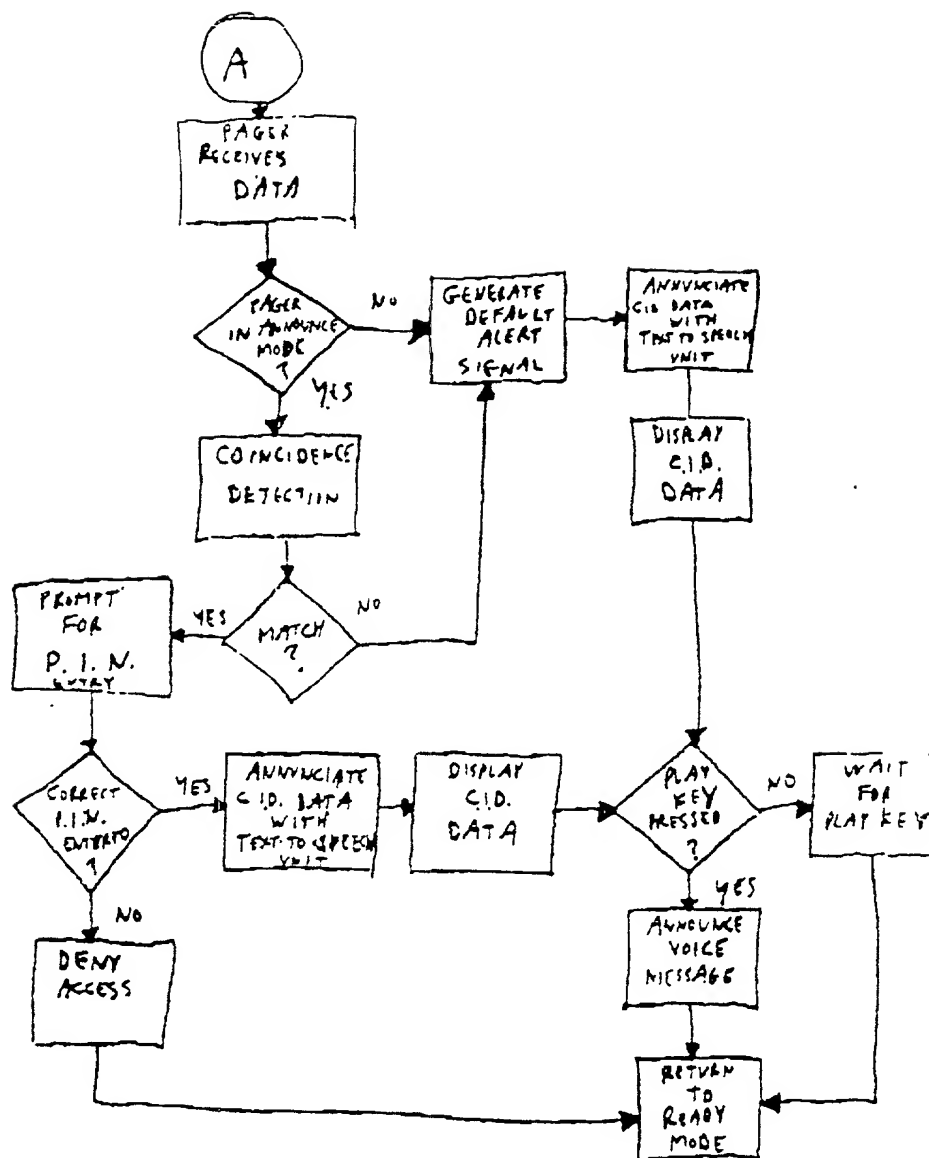 A
PAGER
RECEIVES
DATA
PAGER
IN ANNOUNCE
MODE
?
NO
YES
GENERATE
DEFAULT
ALERT
SIGNAL
ANNUNCIATE
CID DATA
WITH
TEXT TO SPEECH
UNIT
COINCIDENCE
DETECTION
DISPLAY
C.I.D.
DATA
PROMPT
FOR
P. I. N.
ENTRY
YES
MATCH
?
NO
CORRECT
P.I.N.
ENTERED
?
YES
NO
ANNUNCIATE
C.I.D. DATA
WITH
TEXT-TO-SPEECH
UNIT
DISPLAY
C.I.D.
DATA
PLAY
KEY
PRESSED
?
NO
YES
WAIT
FOR
PLAY KEY
DENY
ACCESS
ANNOUNCE
VOICE
MESSAGE
RETURN
TO
READY
MODE